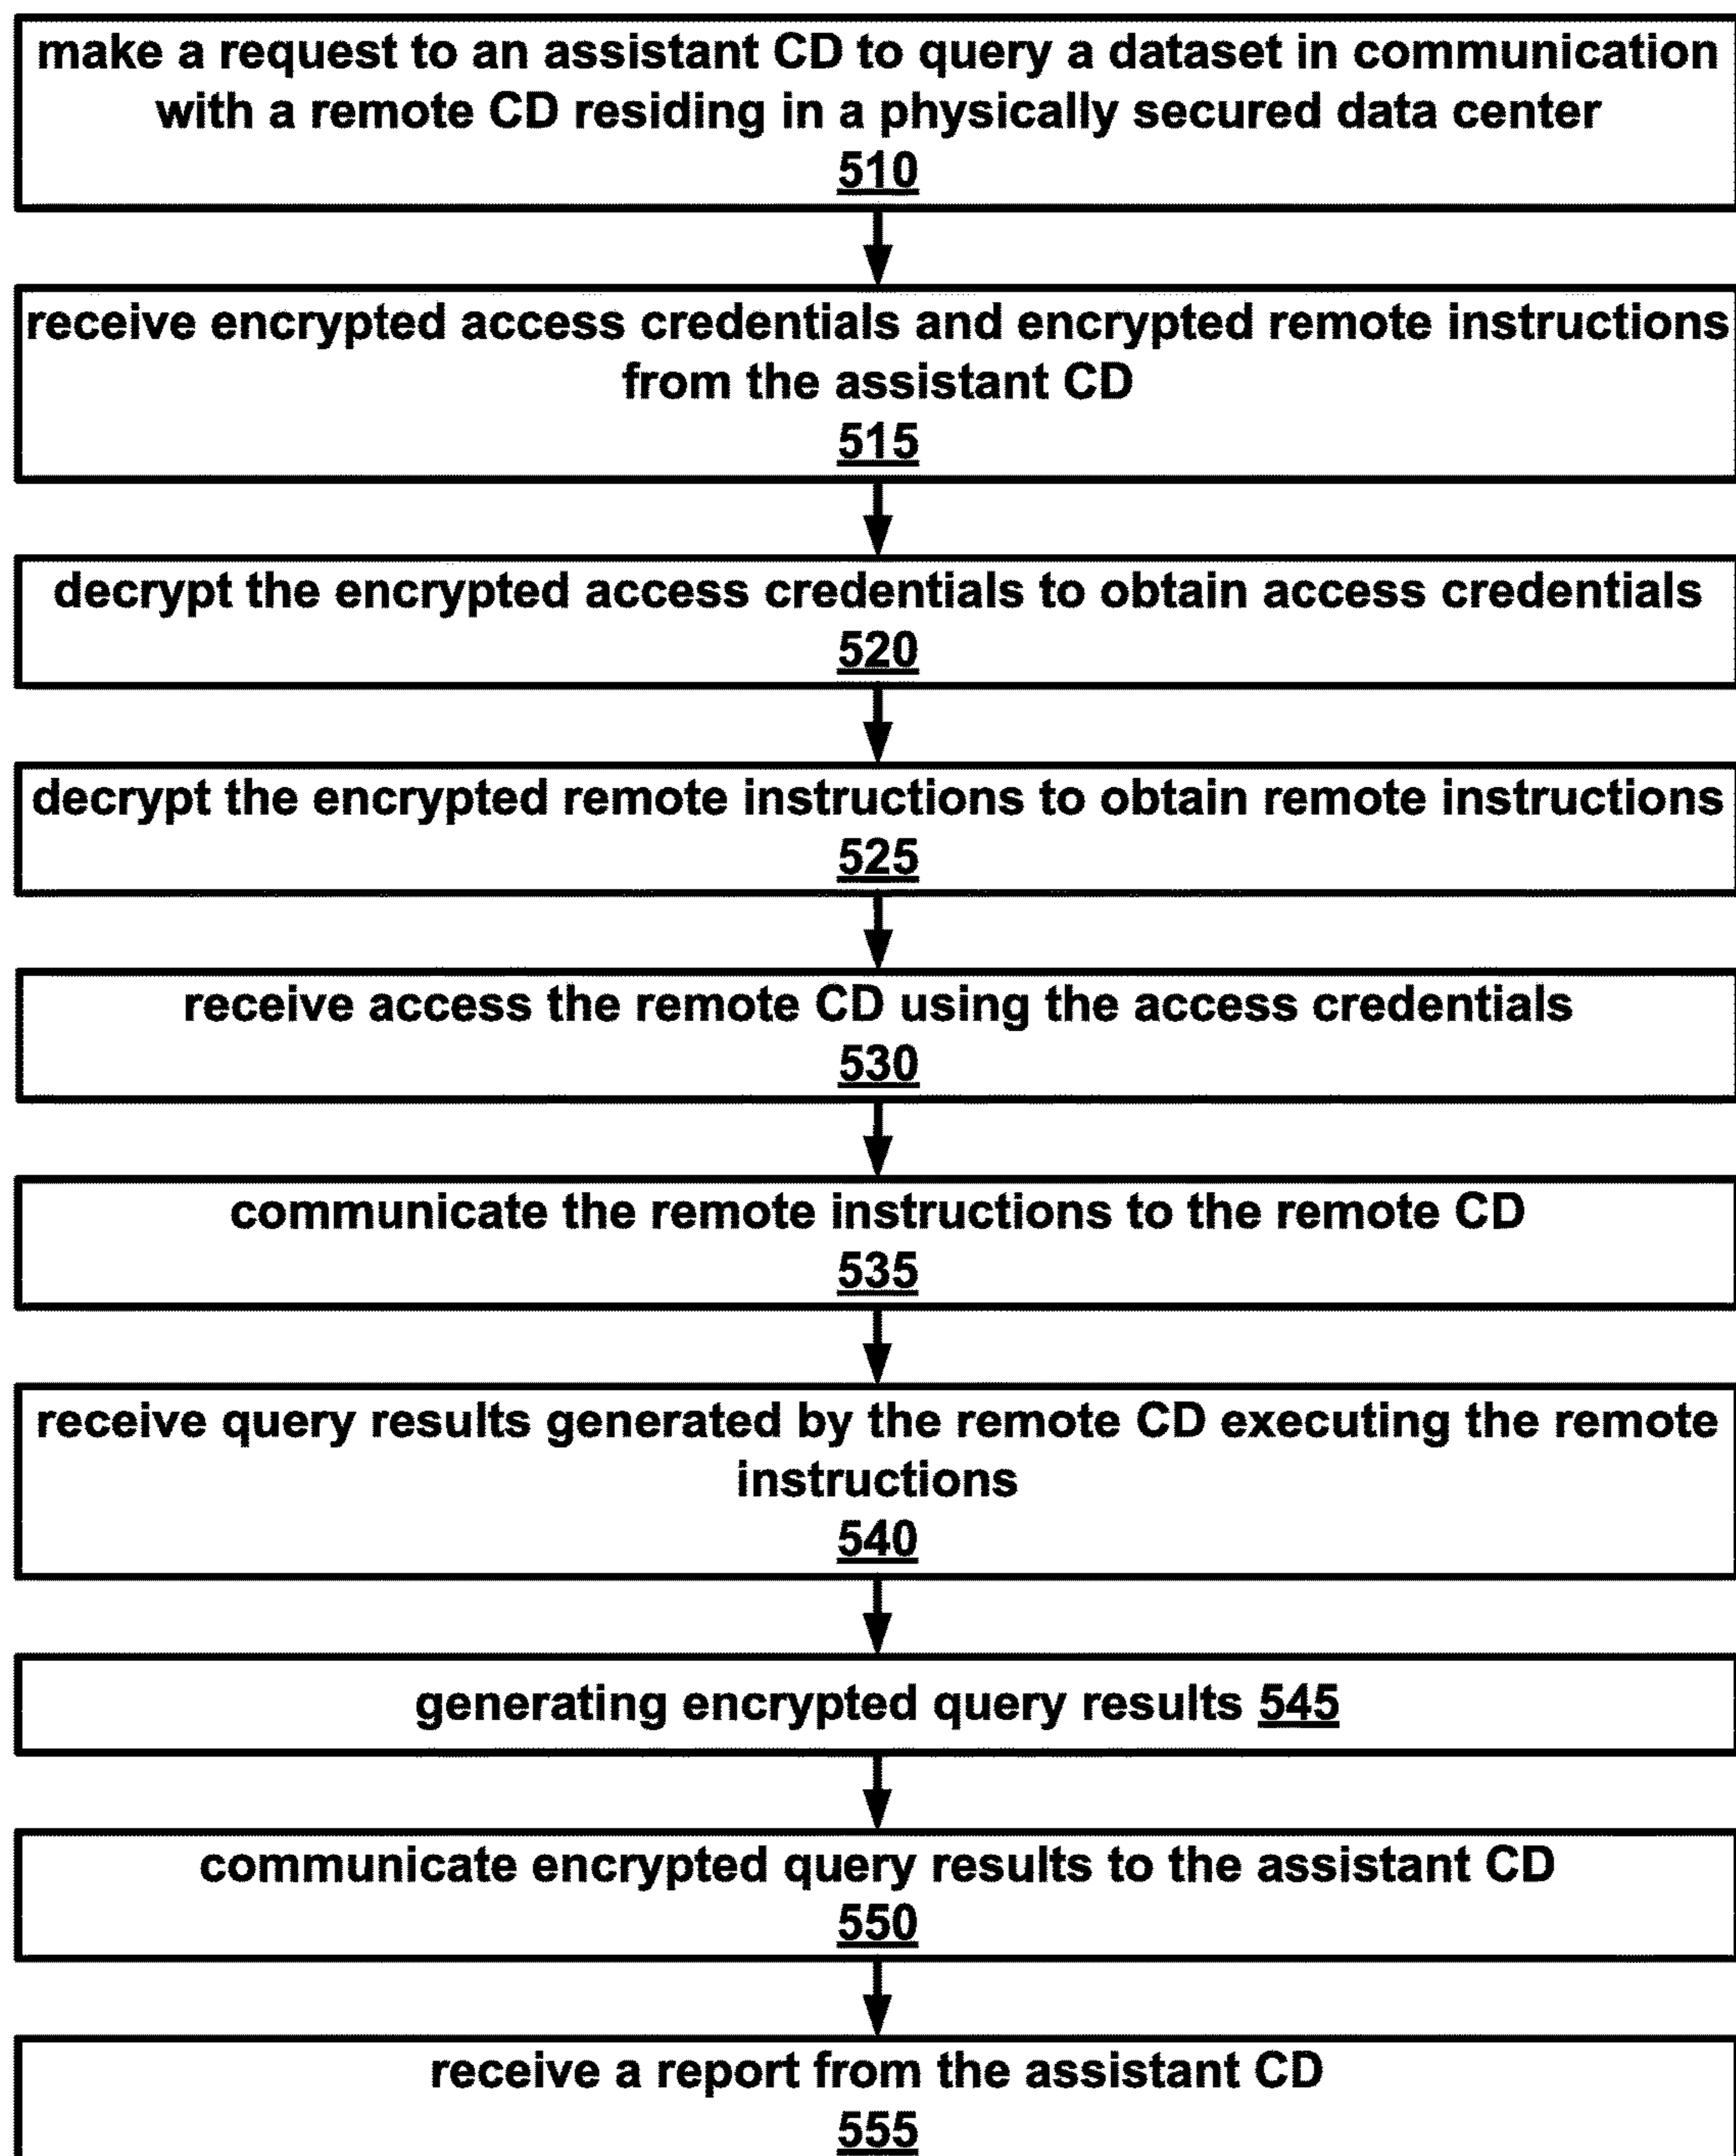 make a request to an assistant CD to query a dataset in communication
with a remote CD residing in a physically secured data center
510
receive encrypted access credentials and encrypted remote instructions
from the assistant CD
515
decrypt the encrypted access credentials to obtain access credentials
520
decrypt the encrypted remote instructions to obtain remote instructions
525
receive access the remote CD using the access credentials
530
communicate the remote instructions to the remote CD
535
receive query results generated by the remote CD executing the remote
instructions
540
generating encrypted query results 545
communicate encrypted query results to the assistant CD
550
receive a report from the assistant CD
555